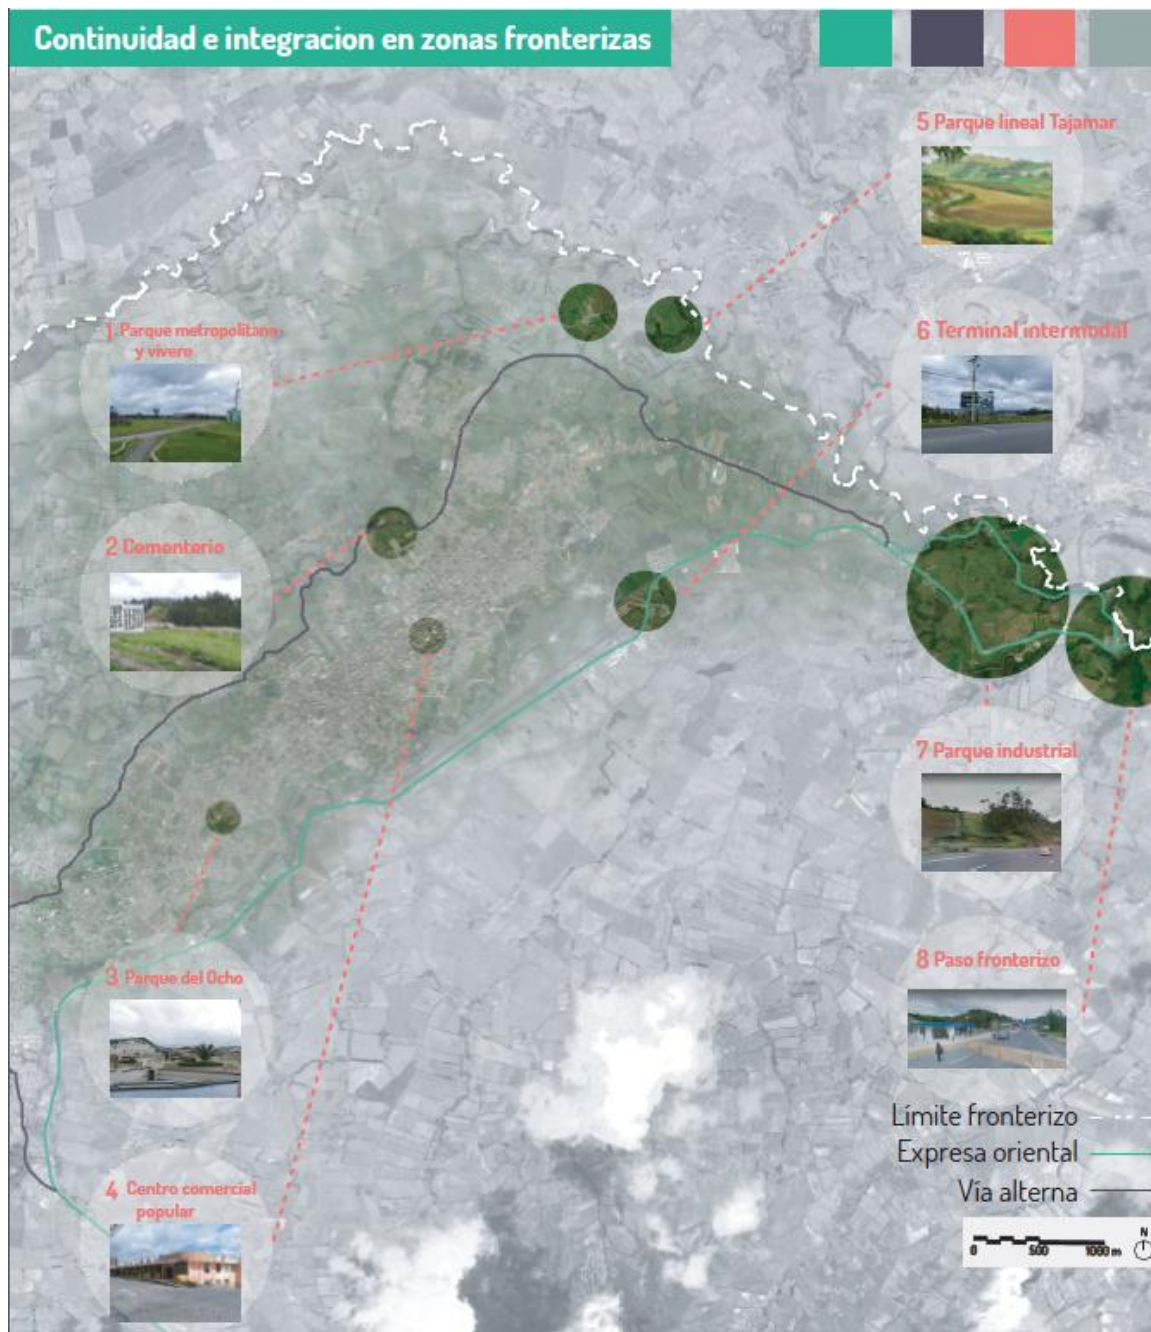 Continuidad e integracion en zonas fronterizas
1 Parque metropolitano
y vivero
2 Cementerio
3 Parque del Ocho
4 Centro comercial
popular
5 Parque lineal Tajamar
6 Terminal intermodal
7 Parque industrial
8 Paso fronterizo
Límite fronterizo
Expresa oriental
Vía alterna
N
0 500 1000 m